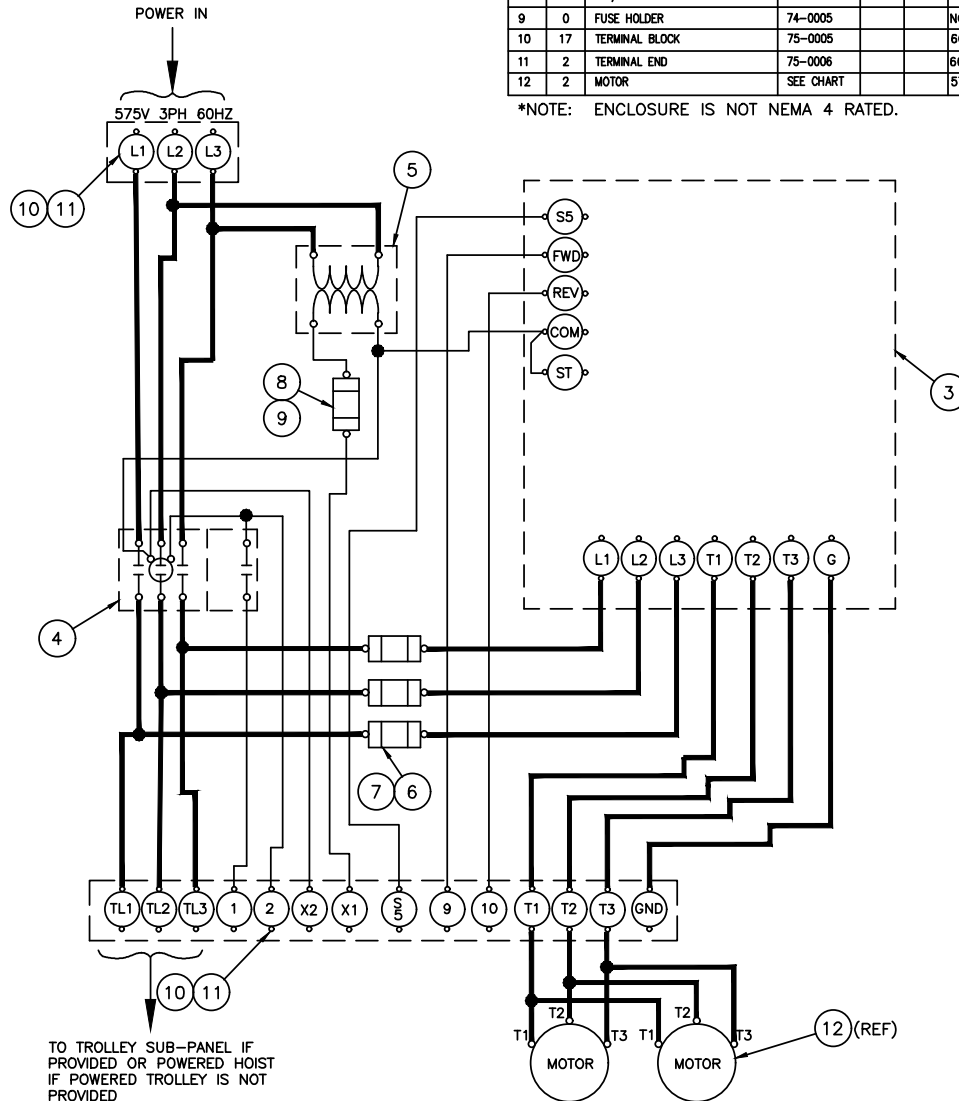 POWER IN
9 0 FUSE HOLDER 74-0005
10 17 TERMINAL BLOCK 75-0005
11 2 TERMINAL END 75-0006
12 2 MOTOR SEE CHART
*NOTE: ENCLOSURE IS NOT NEMA 4 RATED.
575V 3PH 60HZ
L1 L2 L3
10 11
5
S5
FWD
REV
COM
ST
8
9
3
L1 L2 L3 T1 T2 T3 G
4
7 6
TL1 TL2 TL3 1 2 X2 X1 S5 9 10 T1 T2 T3 GND
10 11
T1 T2 T3 T1 T2 T3
MOTOR MOTOR
12 (REF)
TO TROLLEY SUB-PANEL IF
PROVIDED OR POWERED HOIST
IF POWERED TROLLEY IS NOT
PROVIDED